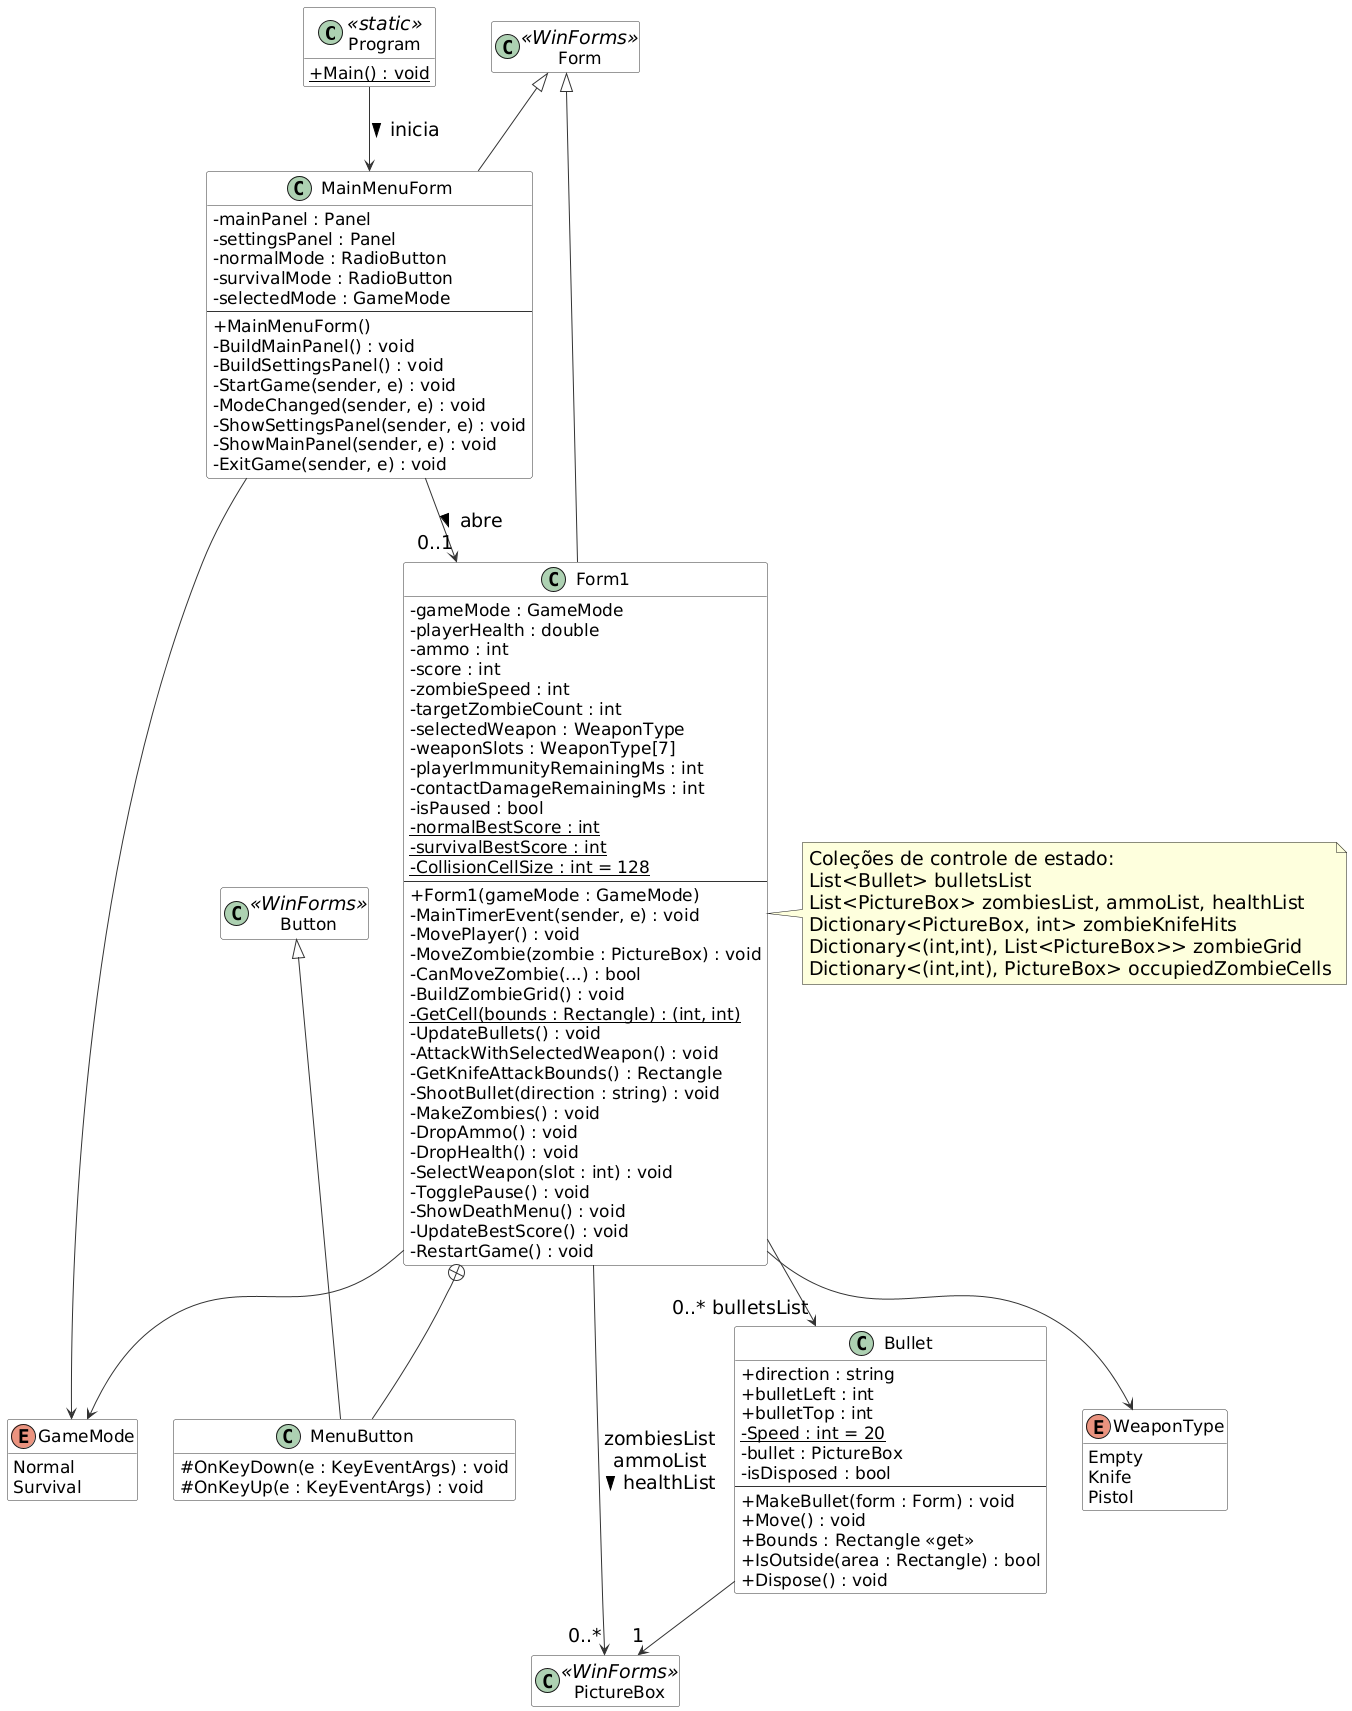 C «static»
Program
+Main() : void
C «WinForms»
Form
inicia
C MainMenuForm
-mainPanel : Panel
-settingsPanel : Panel
-normalMode : RadioButton
-survivalMode : RadioButton
-selectedMode : GameMode
+MainMenuForm()
-BuildMainPanel() : void
-BuildSettingsPanel() : void
-StartGame(sender, e) : void
-ModeChanged(sender, e) : void
-ShowSettingsPanel(sender, e) : void
-ShowMainPanel(sender, e) : void
-ExitGame(sender, e) : void
abre
0..1
C Form1
-gameMode : GameMode
-playerHealth : double
-ammo : int
-score : int
-zombieSpeed : int
-targetZombieCount : int
-selectedWeapon : WeaponType
-weaponSlots : WeaponType[7]
-playerImmunityRemainingMs : int
-contactDamageRemainingMs : int
-isPaused : bool
-normalBestScore : int
-survivalBestScore : int
-CollisionCellSize : int = 128
+Form1(gameMode : GameMode)
-MainTimerEvent(sender, e) : void
-MovePlayer() : void
-MoveZombie(zombie : PictureBox) : void
-CanMoveZombie(...) : bool
-BuildZombieGrid() : void
-GetCell(bounds : Rectangle) : (int, int)
-UpdateBullets() : void
-AttackWithSelectedWeapon() : void
-GetKnifeAttackBounds() : Rectangle
-ShootBullet(direction : string) : void
-MakeZombies() : void
-DropAmmo() : void
-DropHealth() : void
-SelectWeapon(slot : int) : void
-TogglePause() : void
-ShowDeathMenu() : void
-UpdateBestScore() : void
-RestartGame() : void
Coleções de controle de estado:
List<Bullet> bulletsList
List<PictureBox> zombiesList, ammoList, healthList
Dictionary<PictureBox, int> zombieKnifeHits
Dictionary<(int,int), List<PictureBox>> zombieGrid
Dictionary<(int,int), PictureBox> occupiedZombieCells
C «WinForms»
Button
0..* bulletsList
E GameMode
Normal
Survival
C MenuButton
#OnKeyDown(e : KeyEventArgs) : void
#OnKeyUp(e : KeyEventArgs) : void
zombiesList
ammoList
healthList
C Bullet
+direction : string
+bulletLeft : int
+bulletTop : int
-Speed : int = 20
-bullet : PictureBox
-isDisposed : bool
+MakeBullet(form : Form) : void
+Move() : void
+Bounds : Rectangle «get»
+IsOutside(area : Rectangle) : bool
+Dispose() : void
E WeaponType
Empty
Knife
Pistol
0..*
1
C «WinForms»
PictureBox